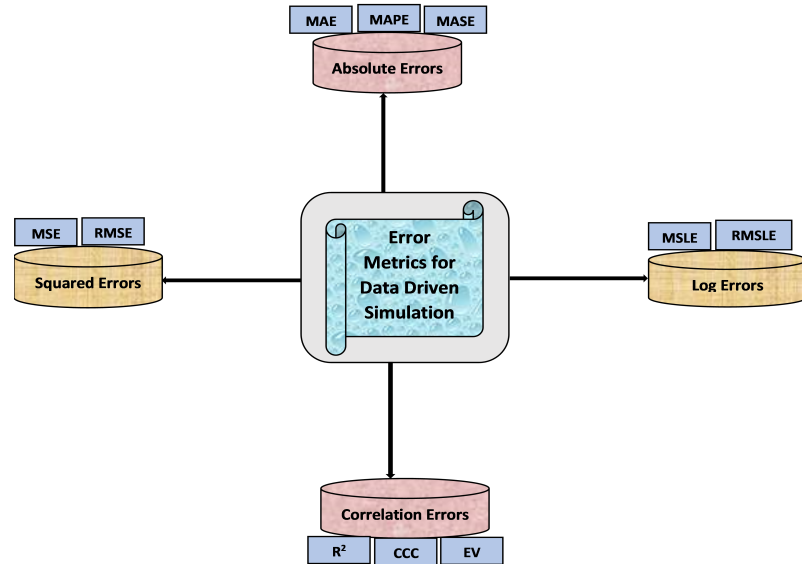 MAE
MAPE
MASE
Absolute Errors
MSE
RMSE
Squared Errors
Error
Metrics for
Data Driven
Simulation
MSLE
RMSLE
Log Errors
Correlation Errors
R²
CCC
EV